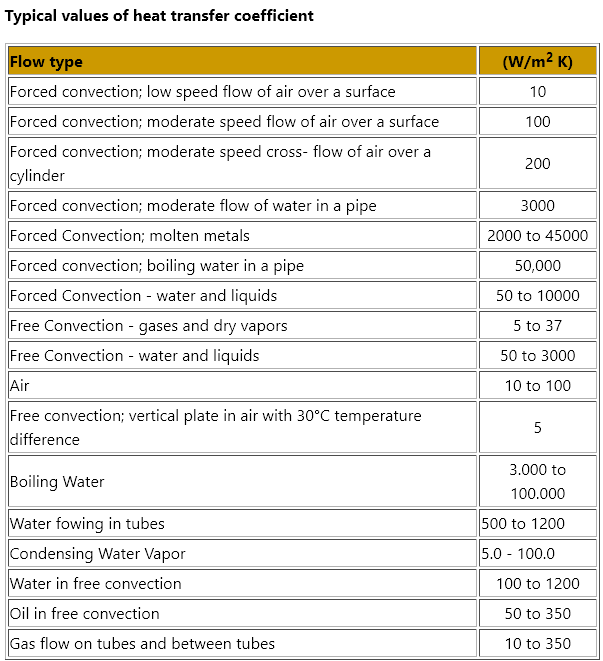 Typical values of heat transfer coefficient
Flow type (W/m² K)
Forced convection; low speed flow of air over a surface 10
Forced convection; moderate speed flow of air over a surface 100
Forced convection; moderate speed cross- flow of air over a
cylinder 200
Forced convection; moderate flow of water in a pipe 3000
Forced Convection; molten metals 2000 to 45000
Forced convection; boiling water in a pipe 50,000
Forced Convection - water and liquids 50 to 10000
Free Convection - gases and dry vapors 5 to 37
Free Convection - water and liquids 50 to 3000
Air 10 to 100
Free convection; vertical plate in air with 30°C temperature
difference 5
Boiling Water 3.000 to
100.000
Water fowing in tubes 500 to 1200
Condensing Water Vapor 5.0 - 100.0
Water in free convection 100 to 1200
Oil in free convection 50 to 350
Gas flow on tubes and between tubes 10 to 350